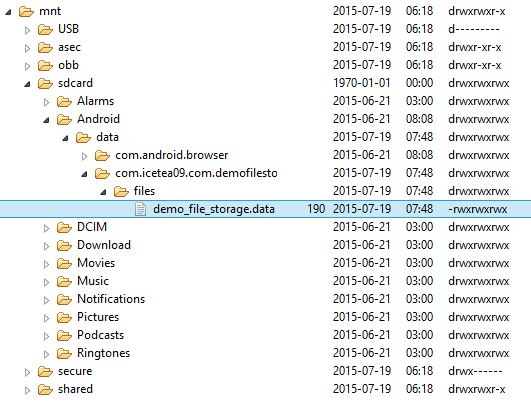 mnt 2015-07-19 06:18 drwxrwxr-x
USB 2015-07-19 06:18 d---------
asec 2015-07-19 06:18 drwxr-xr-x
obb 2015-07-19 06:18 drwxr-xr-x
sdcard 1970-01-01 00:00 drwxrwxrwx
Alarms 2015-06-21 03:00 drwxrwxrwx
Android 2015-06-21 08:08 drwxrwxrwx
data 2015-07-19 07:48 drwxrwxrwx
com.android.browser 2015-06-21 08:08 drwxrwxrwx
com.icetea09.com.demofilesto 2015-07-19 07:48 drwxrwxrwx
files 2015-07-19 07:48 drwxrwxrwx
demo_file_storage.data 190 2015-07-19 07:48 -rwxrwxrwx
DCIM 2015-06-21 03:00 drwxrwxrwx
Download 2015-06-21 03:00 drwxrwxrwx
Movies 2015-06-21 03:00 drwxrwxrwx
Music 2015-06-21 03:00 drwxrwxrwx
Notifications 2015-06-21 03:00 drwxrwxrwx
Pictures 2015-06-21 03:00 drwxrwxrwx
Podcasts 2015-06-21 03:00 drwxrwxrwx
Ringtones 2015-06-21 03:00 drwxrwxrwx
secure 2015-07-19 06:18 drwx------
shared 2015-07-19 06:18 drwxrwxr-x